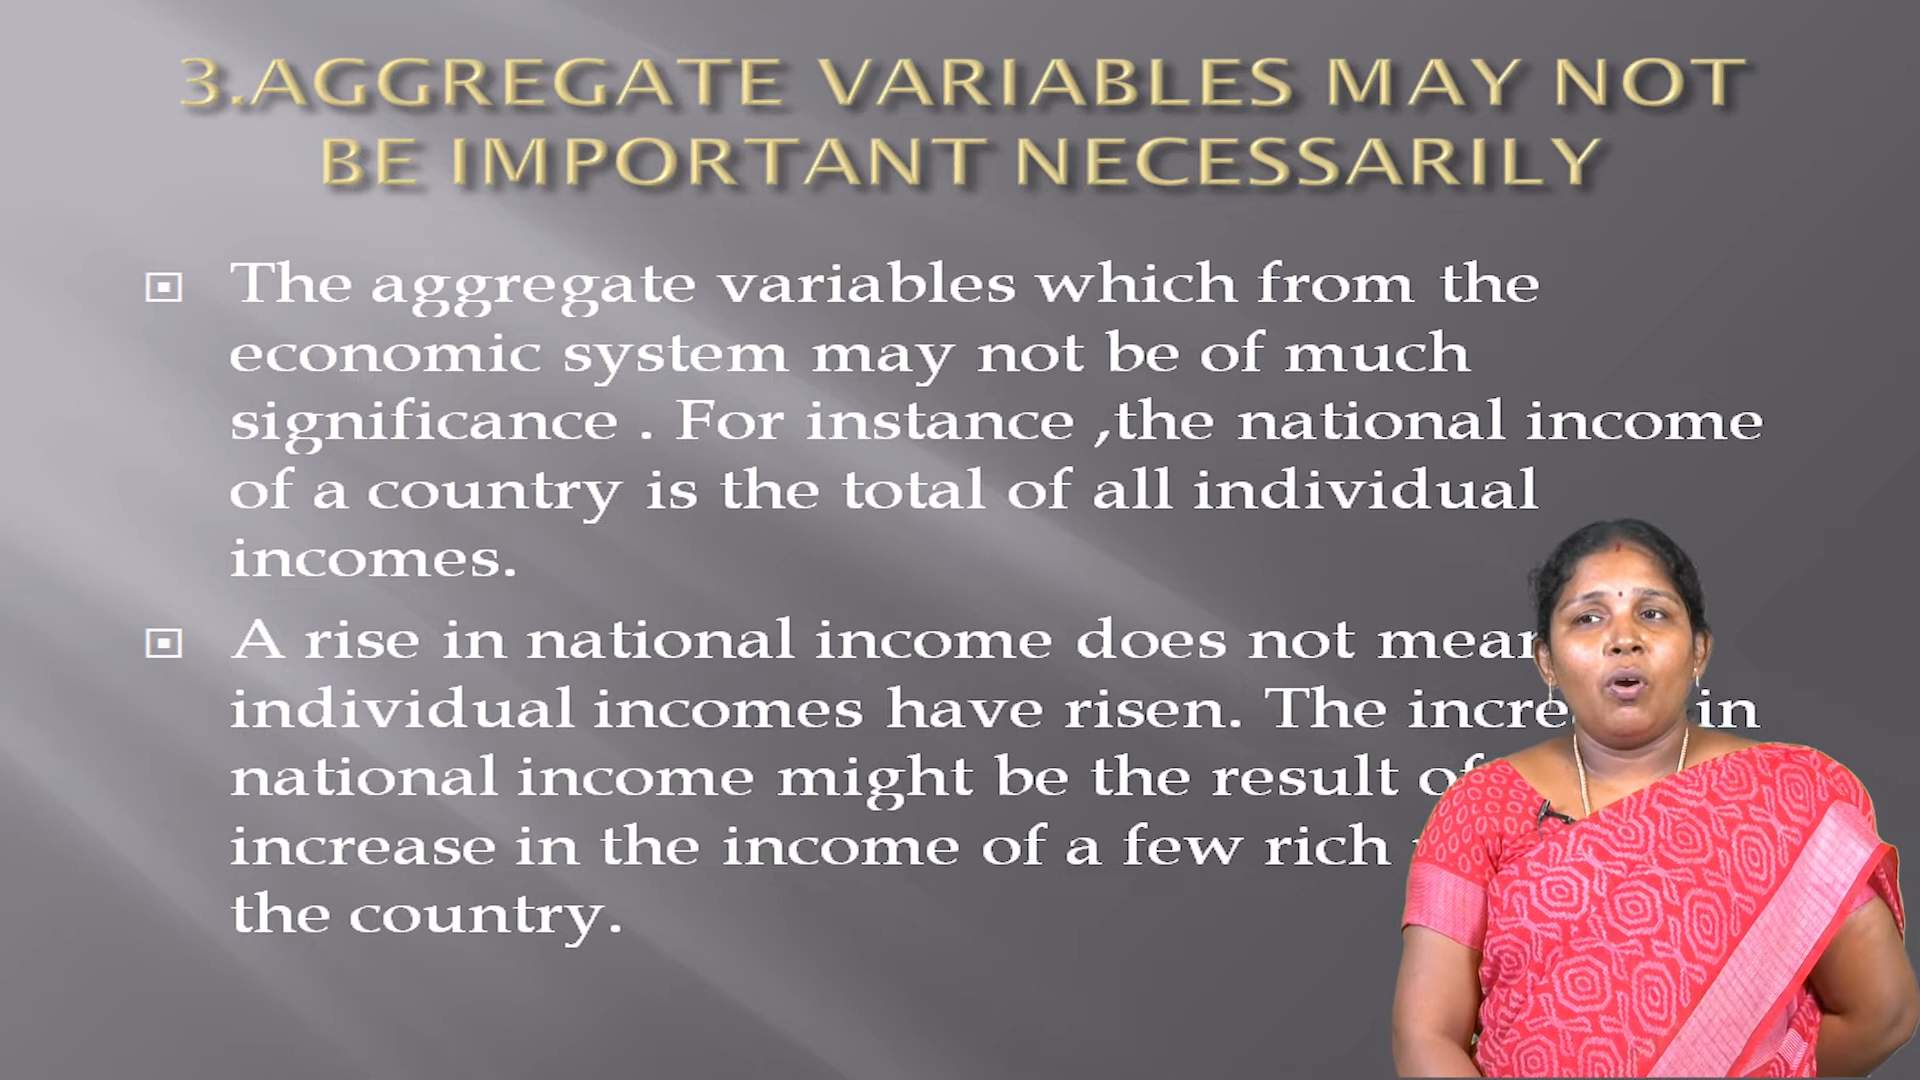 3.AGGREGATE VARIABLES MAY NOT
BE IMPORTANT NECESSARILY
The aggregate variables which from the
economic system may not be of much
significance . For instance ,the national income
of a country is the total of all individual
incomes.
A rise in national income does not mean
individual incomes have risen. The in
national income might be the result of
increase in the income of a few rich
the country.